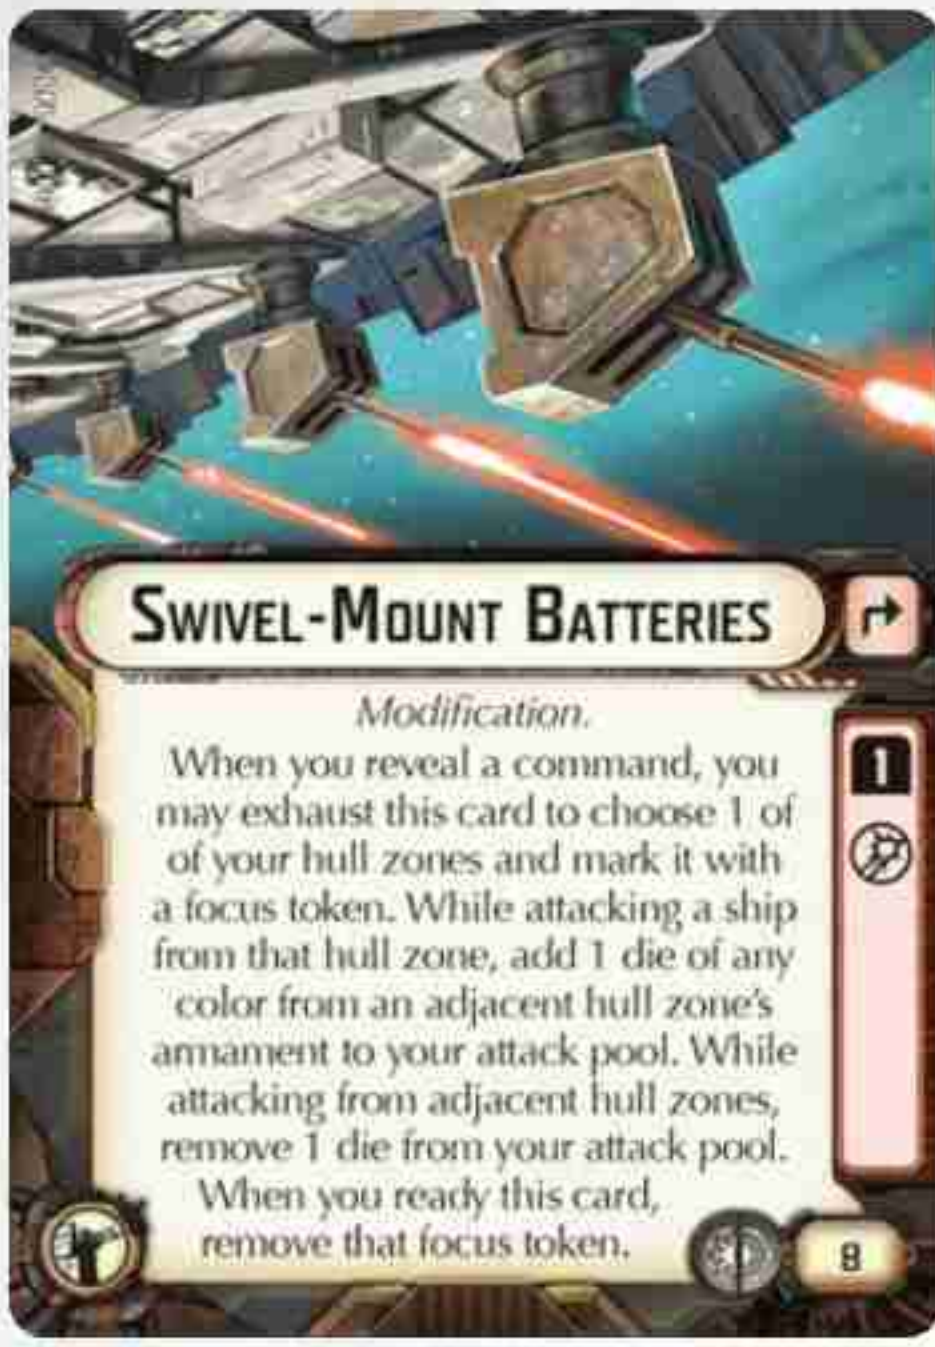 SWIVEL-MOUNT BATTERIES
Modification.
When you reveal a command, you
may exhaust this card to choose 1 of
of your hull zones and mark it with
a focus token. While attacking a ship
from that hull zone, add 1 die of any
color from an adjacent hull zone's
armament to your attack pool. While
attacking from adjacent hull zones,
remove 1 die from your attack pool.
When you ready this card,
remove that focus token.
1
8